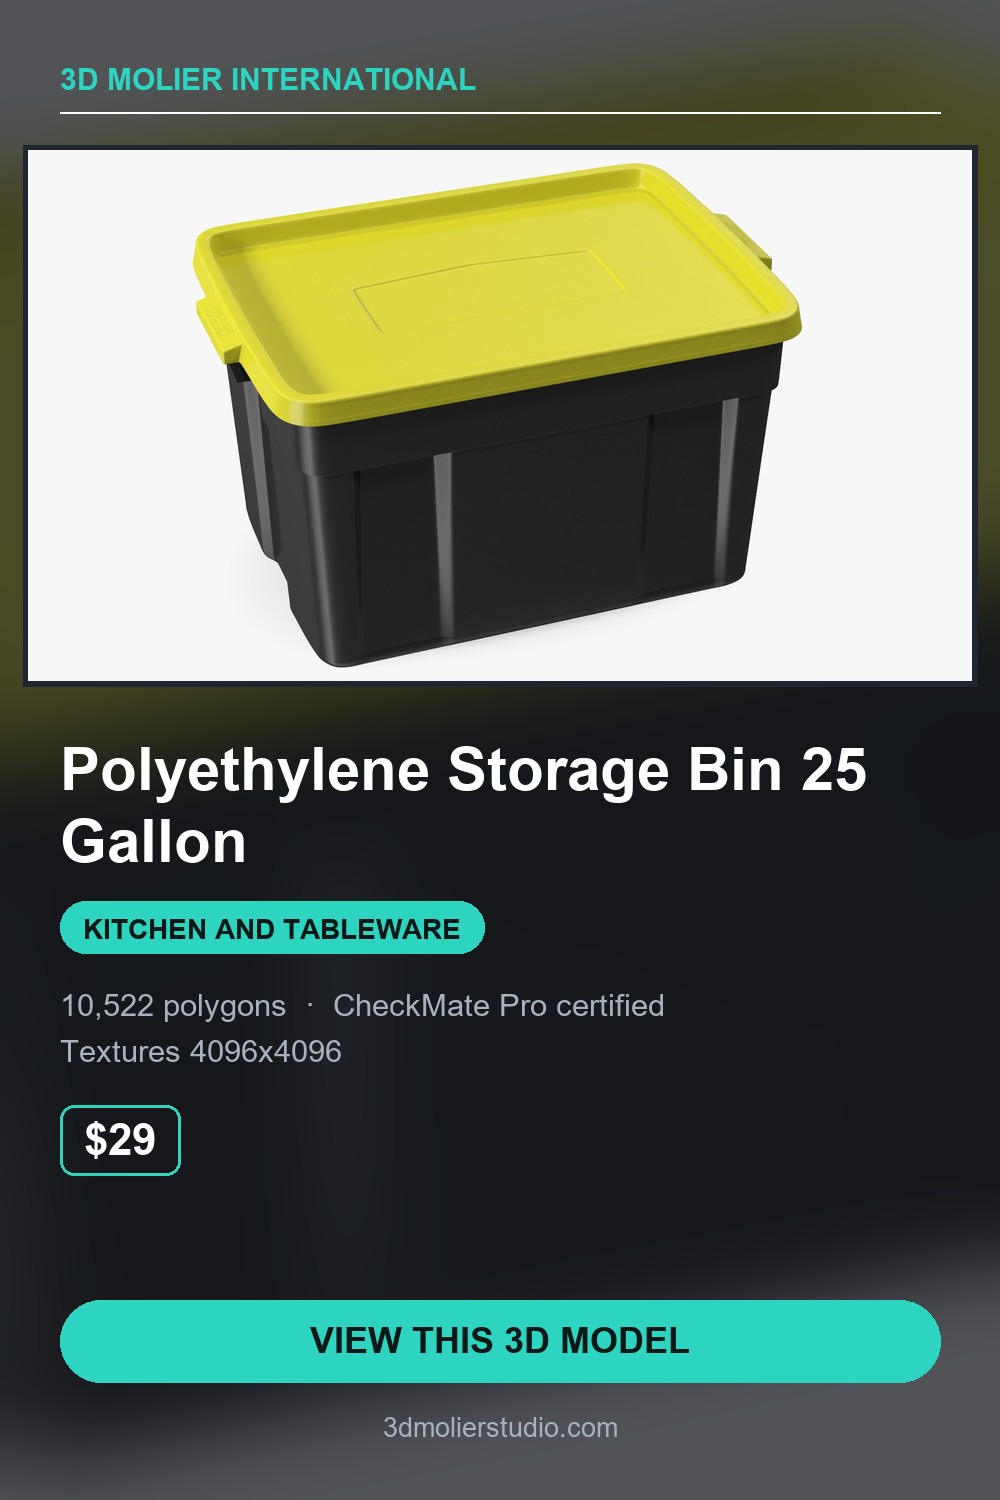 3D MOLIER INTERNATIONAL
Polyethylene Storage Bin 25
Gallon
KITCHEN AND TABLEWARE
10,522 polygons · CheckMate Pro certified
Textures 4096x4096
$29
VIEW THIS 3D MODEL
3dmolierstudio.com